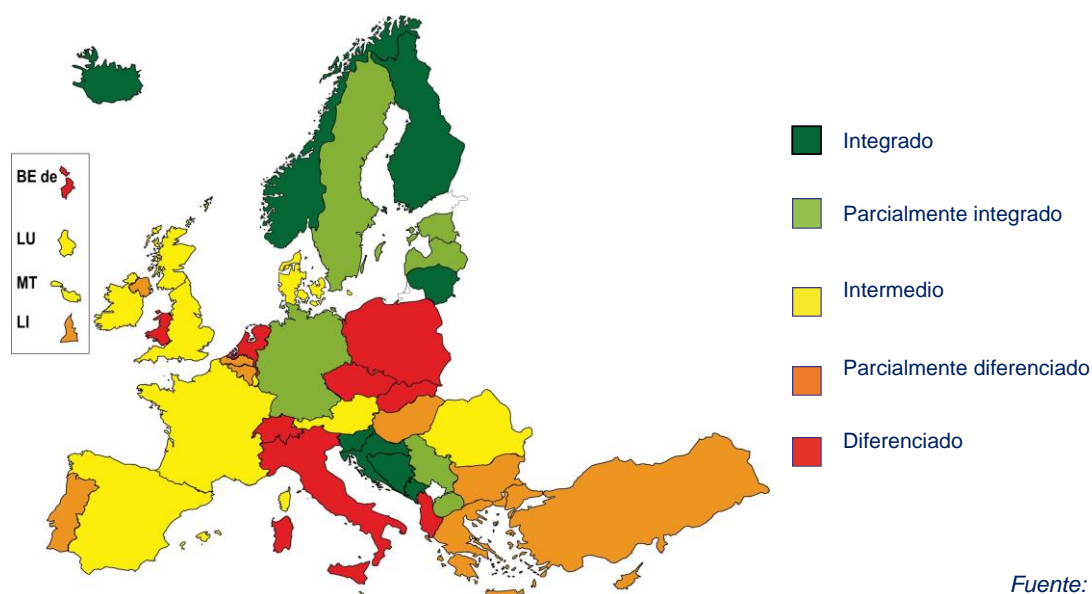 BE de
LU
MT
LI
Integrado
Parcialmente integrado
Intermedio
Parcialmente diferenciado
Diferenciado
Fuente: